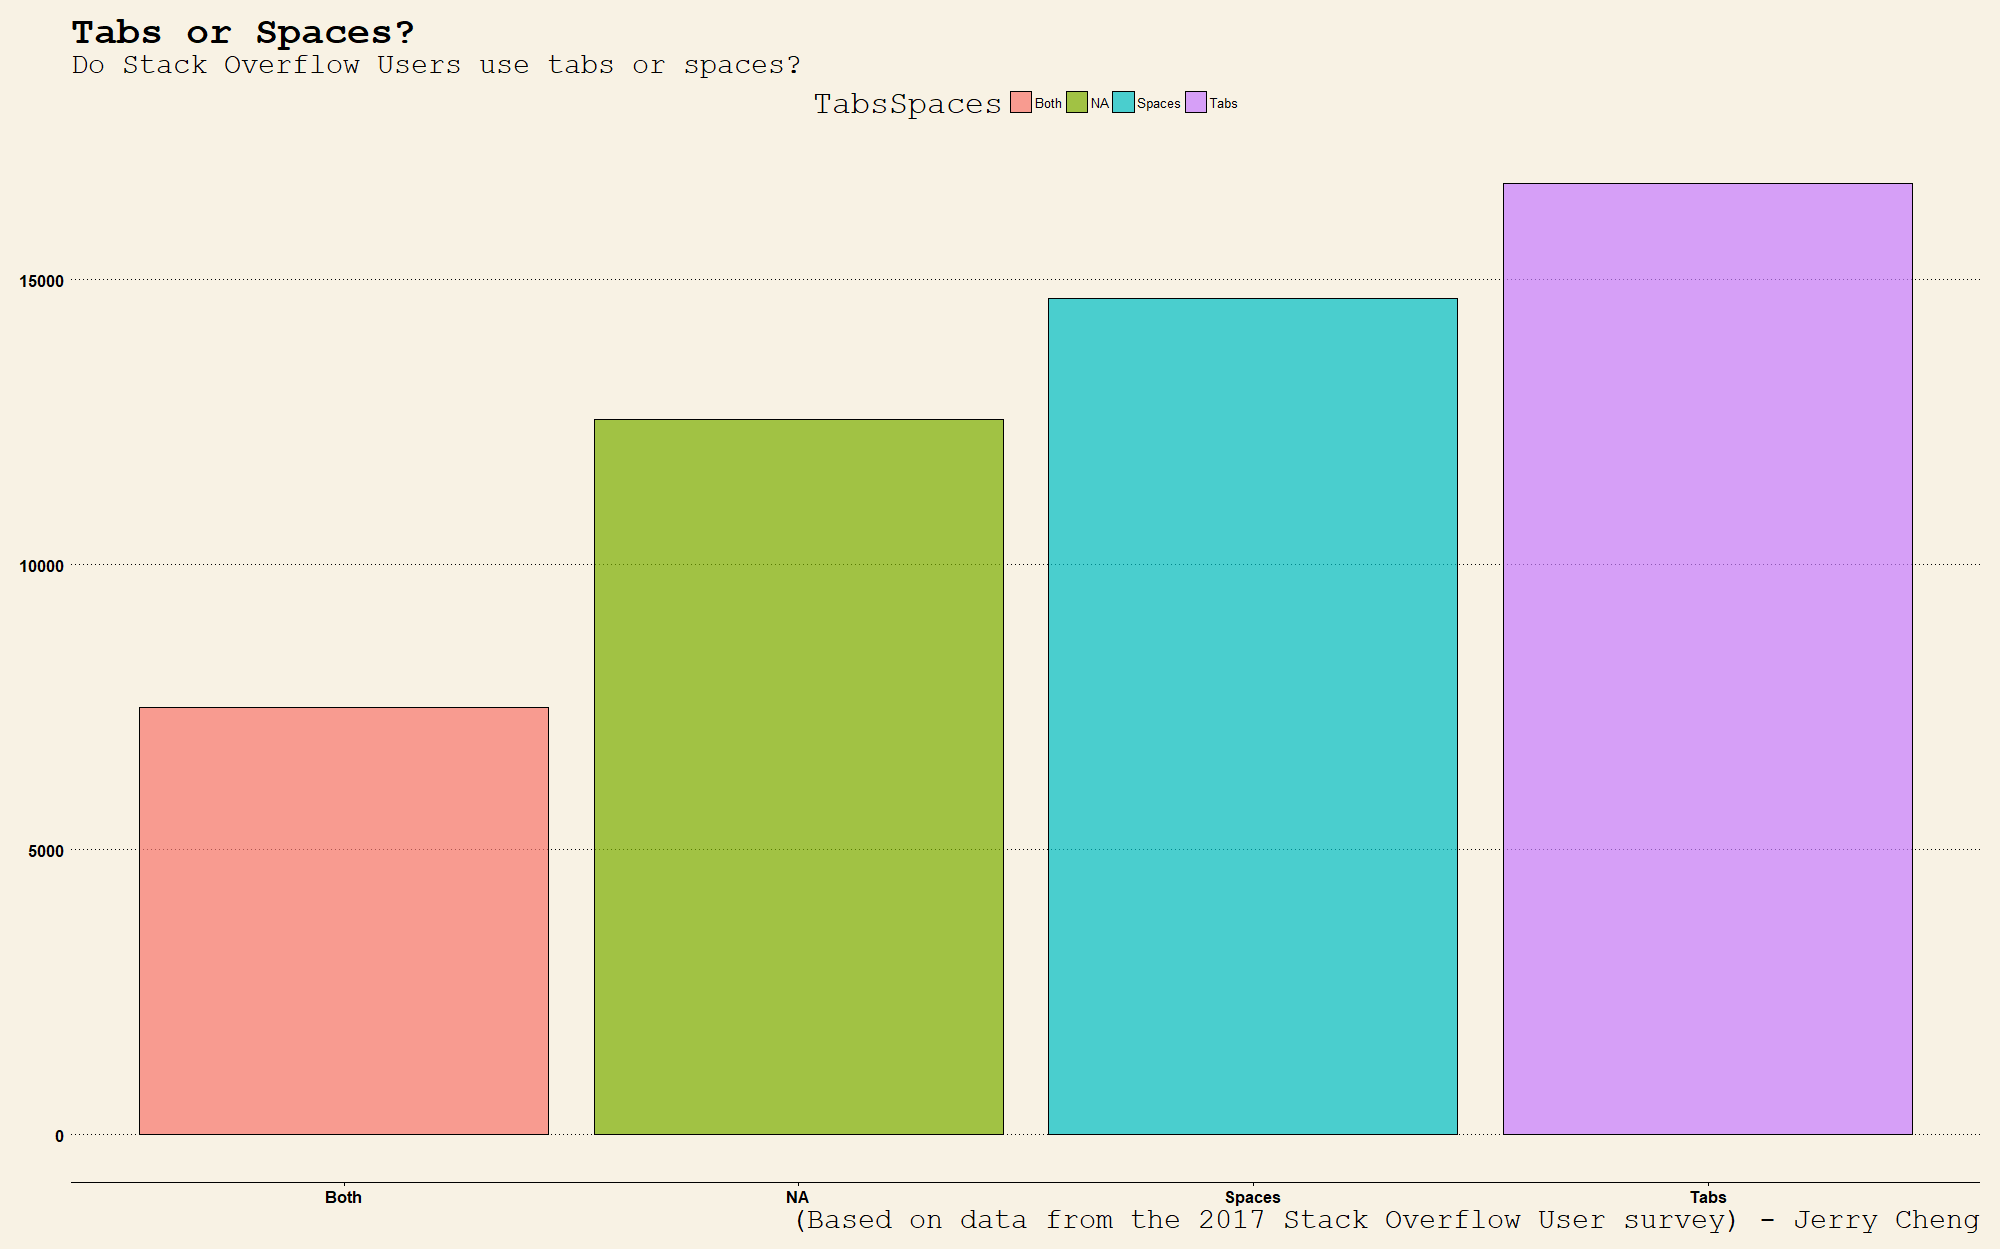 Tabs or Spaces?
Do Stack Overflow Users use tabs or spaces?
TabsSpaces Both NA Spaces Tabs
15000
10000
5000
0
Both NA Spaces Tabs
(Based on data from the 2017 Stack Overflow User survey) - Jerry Cheng